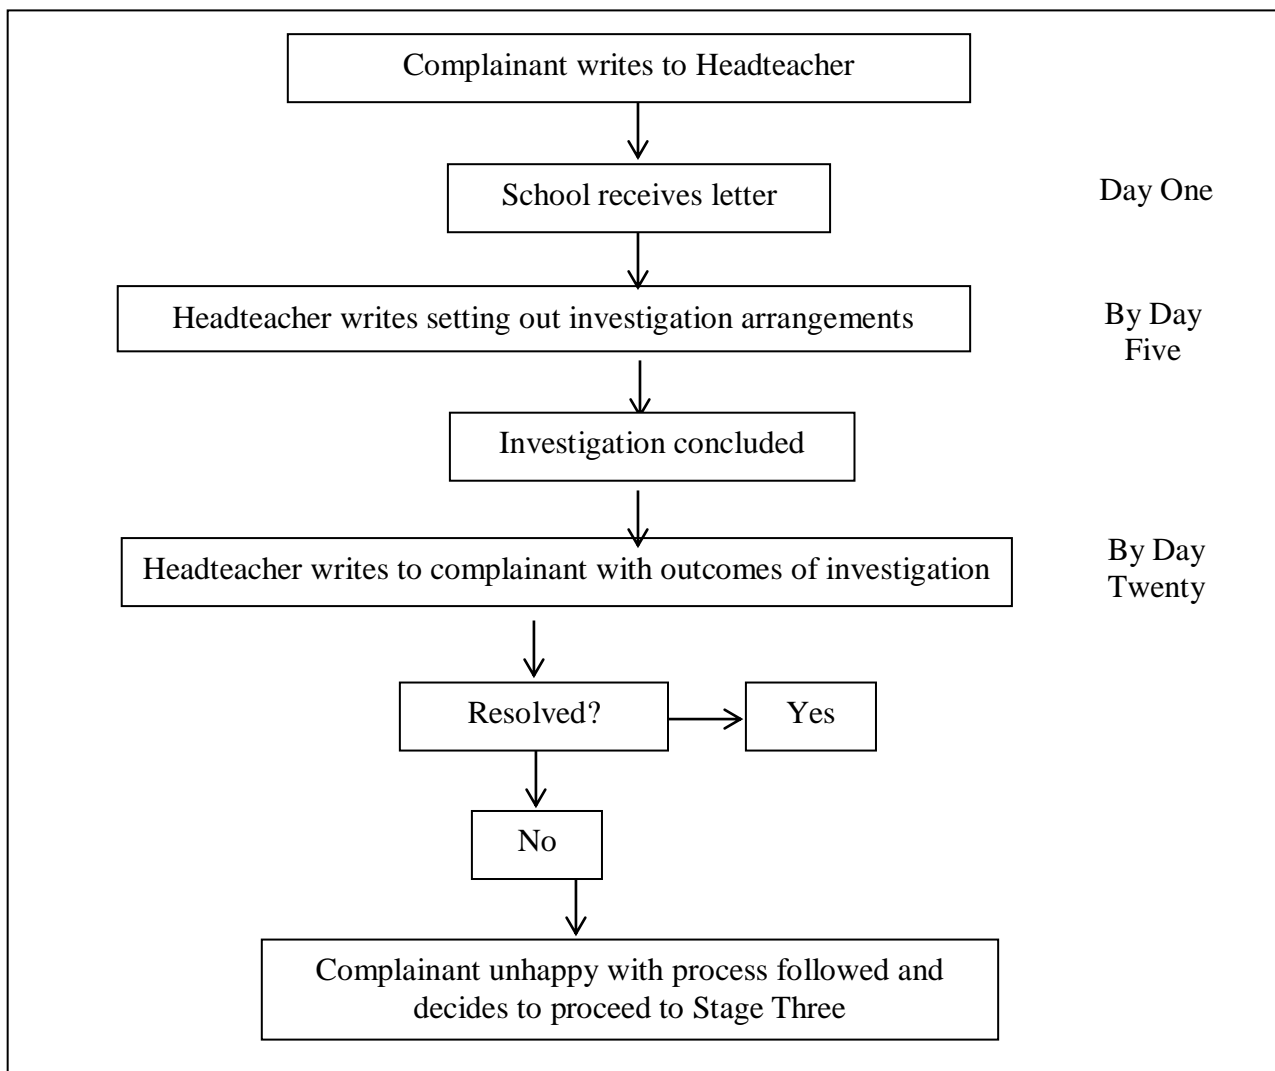 Complainant writes to Headteacher
School receives letter
Day One
Headteacher writes setting out investigation arrangements
By Day
Five
Investigation concluded
Headteacher writes to complainant with outcomes of investigation
By Day
Twenty
Resolved?
Yes
No
Complainant unhappy with process followed and
decides to proceed to Stage Three